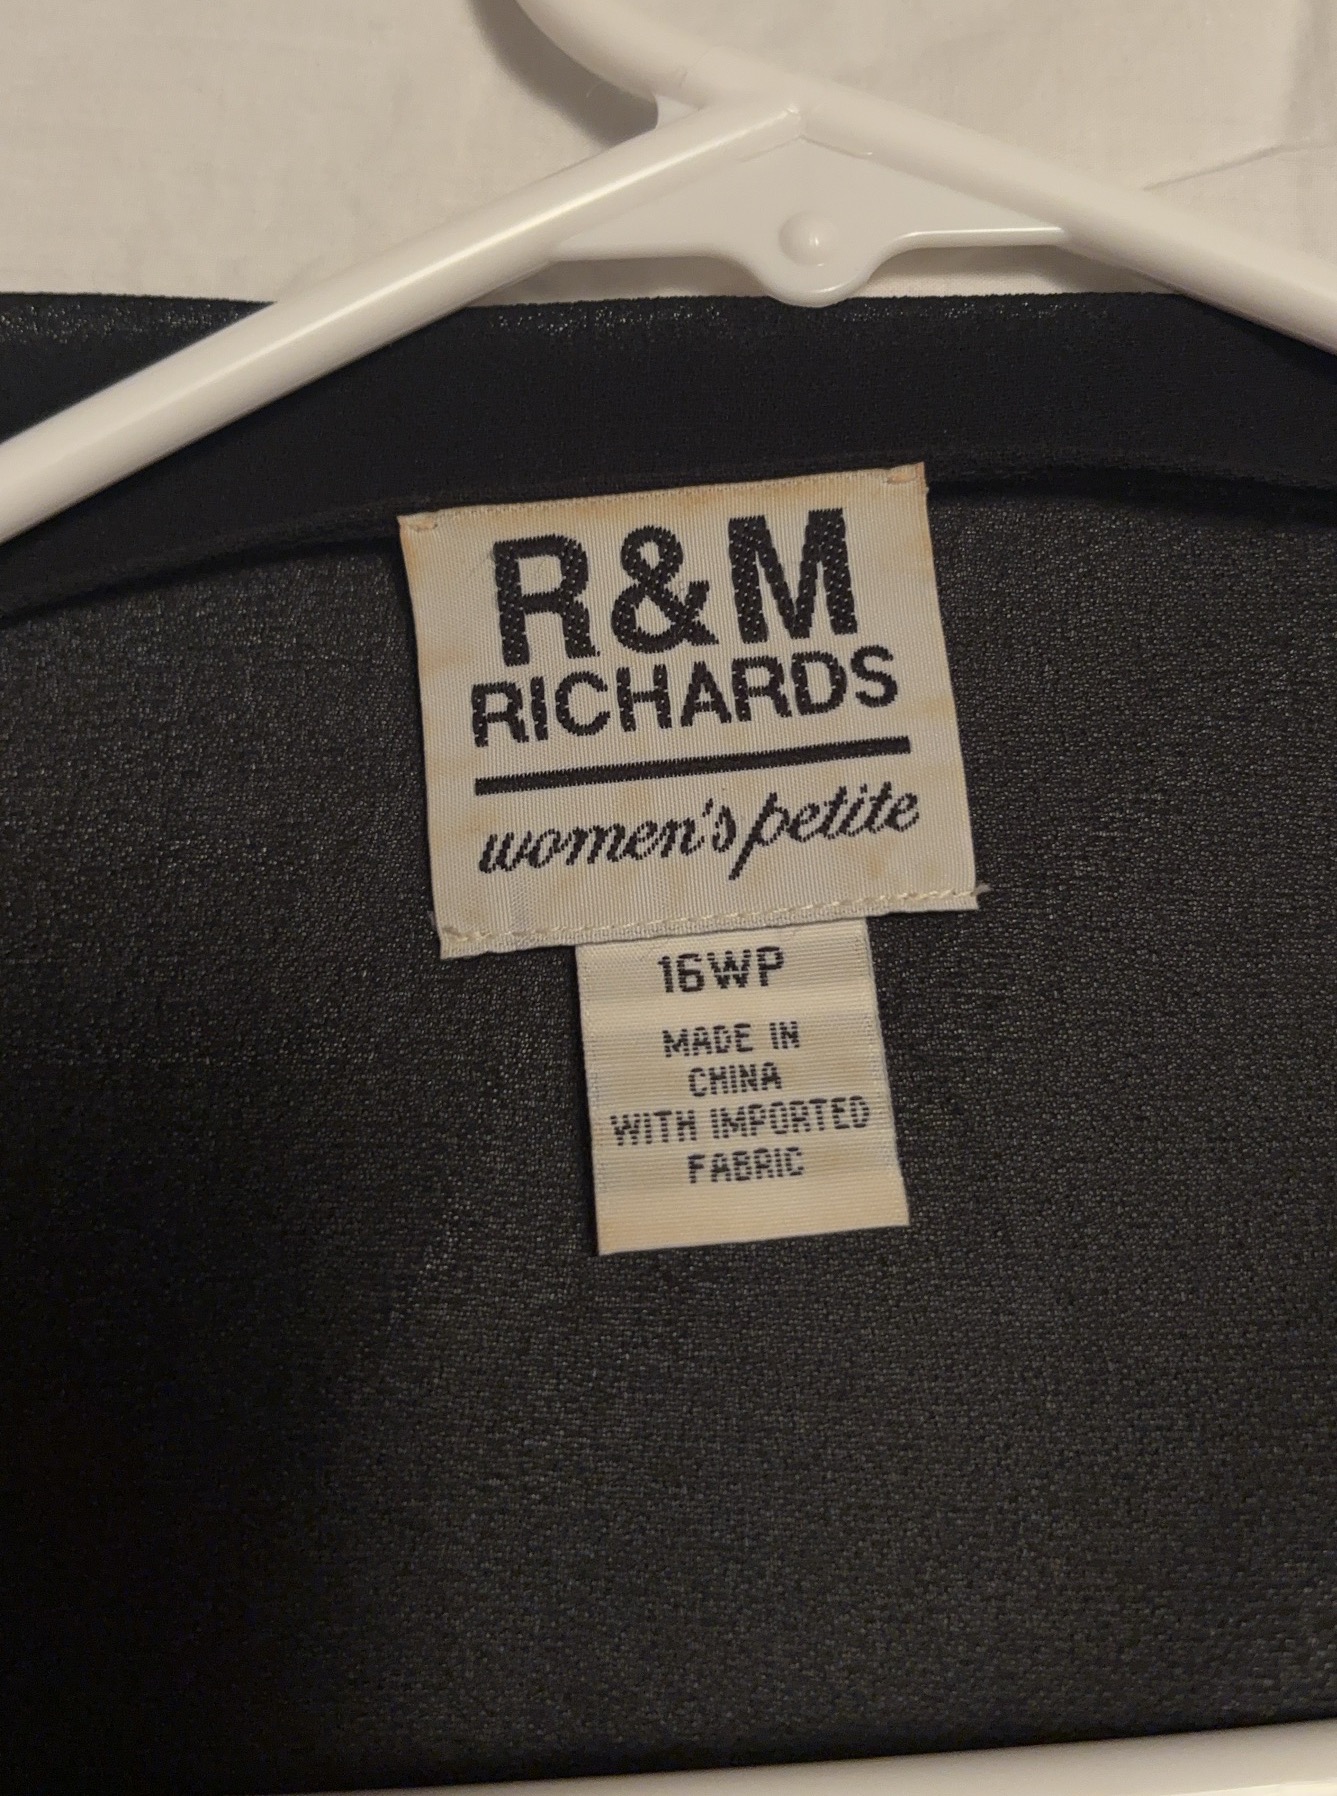 R&M
RICHARDS
women's petite
16WP
MADE IN
CHINA
WITH IMPORTED
FABRIC